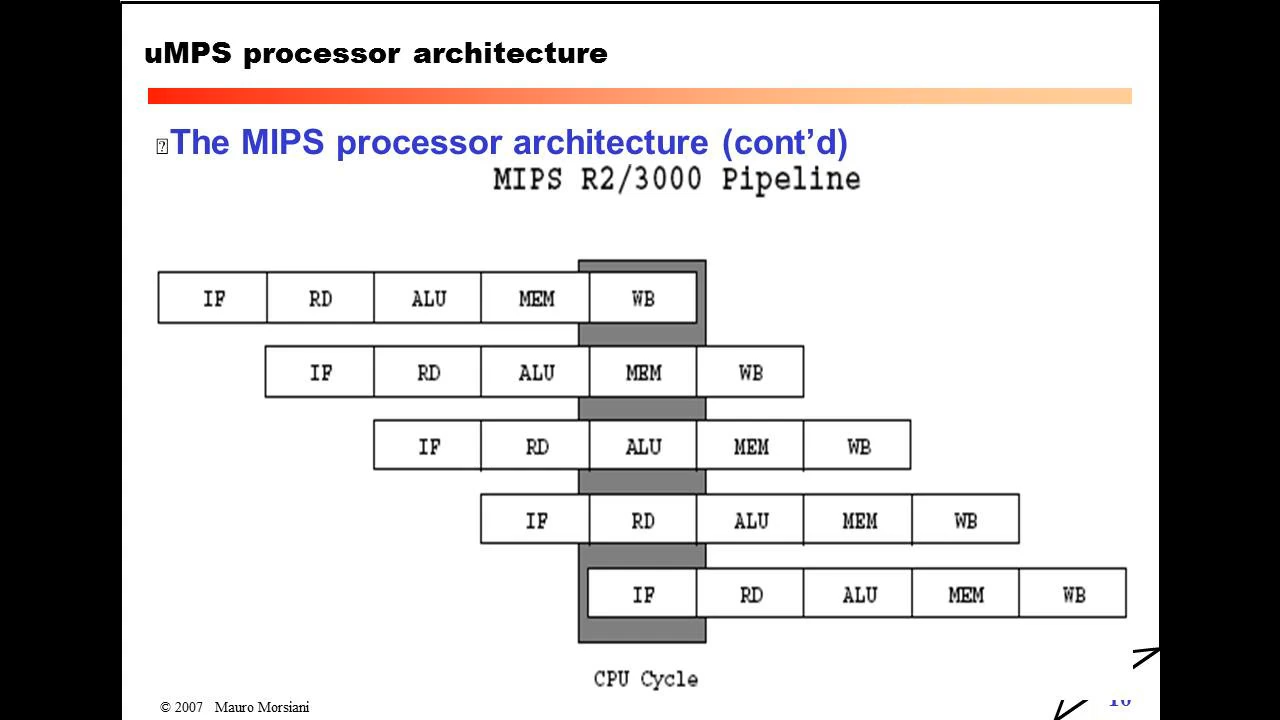 uMPS processor architecture
The MIPS processor architecture (cont’d)
MIPS R2/3000 Pipeline
IF RD ALU MEM WB
IF RD ALU MEM WB
IF RD ALU MEM WB
IF RD ALU MEM WB
IF RD ALU MEM WB
CPU Cycle
© 2007 Mauro Morsiani